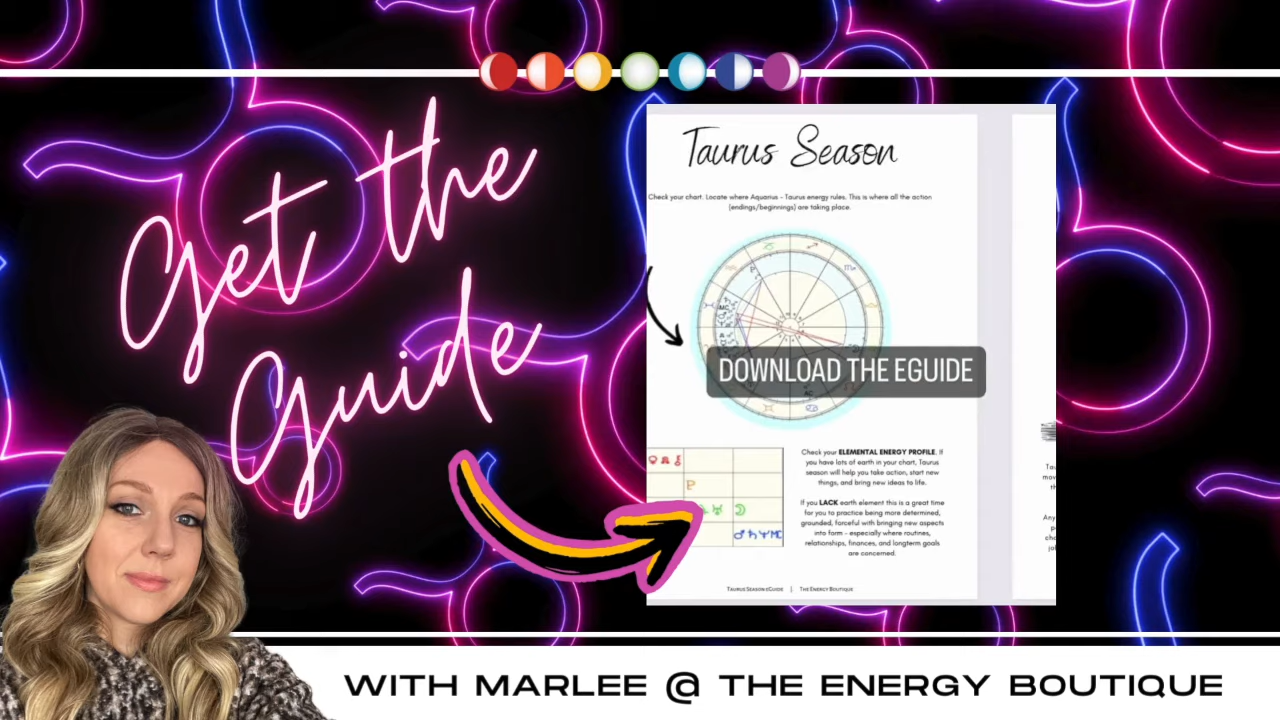 Get the
Guide
Taurus Season
Check your chart. Locate where Aquarius - Taurus energy rules. This is where all the action
(endings/beginnings) are taking place.
DOWNLOAD THE EGUIDE
Check your ELEMENTAL ENERGY PROFILE. If
you have lots of earth in your chart, Taurus
season will help you take action, start new
things, and bring new ideas to life.
If you LACK earth element this is a great time
for you to practice being more determined,
grounded, forceful with bringing new aspects
into form - especially where routines,
relationships, finances, and longterm goals
are concerned.
TAURUS SEASON EGUIDE | THE ENERGY BOUTIQUE
WITH MARLEE @ THE ENERGY BOUTIQUE